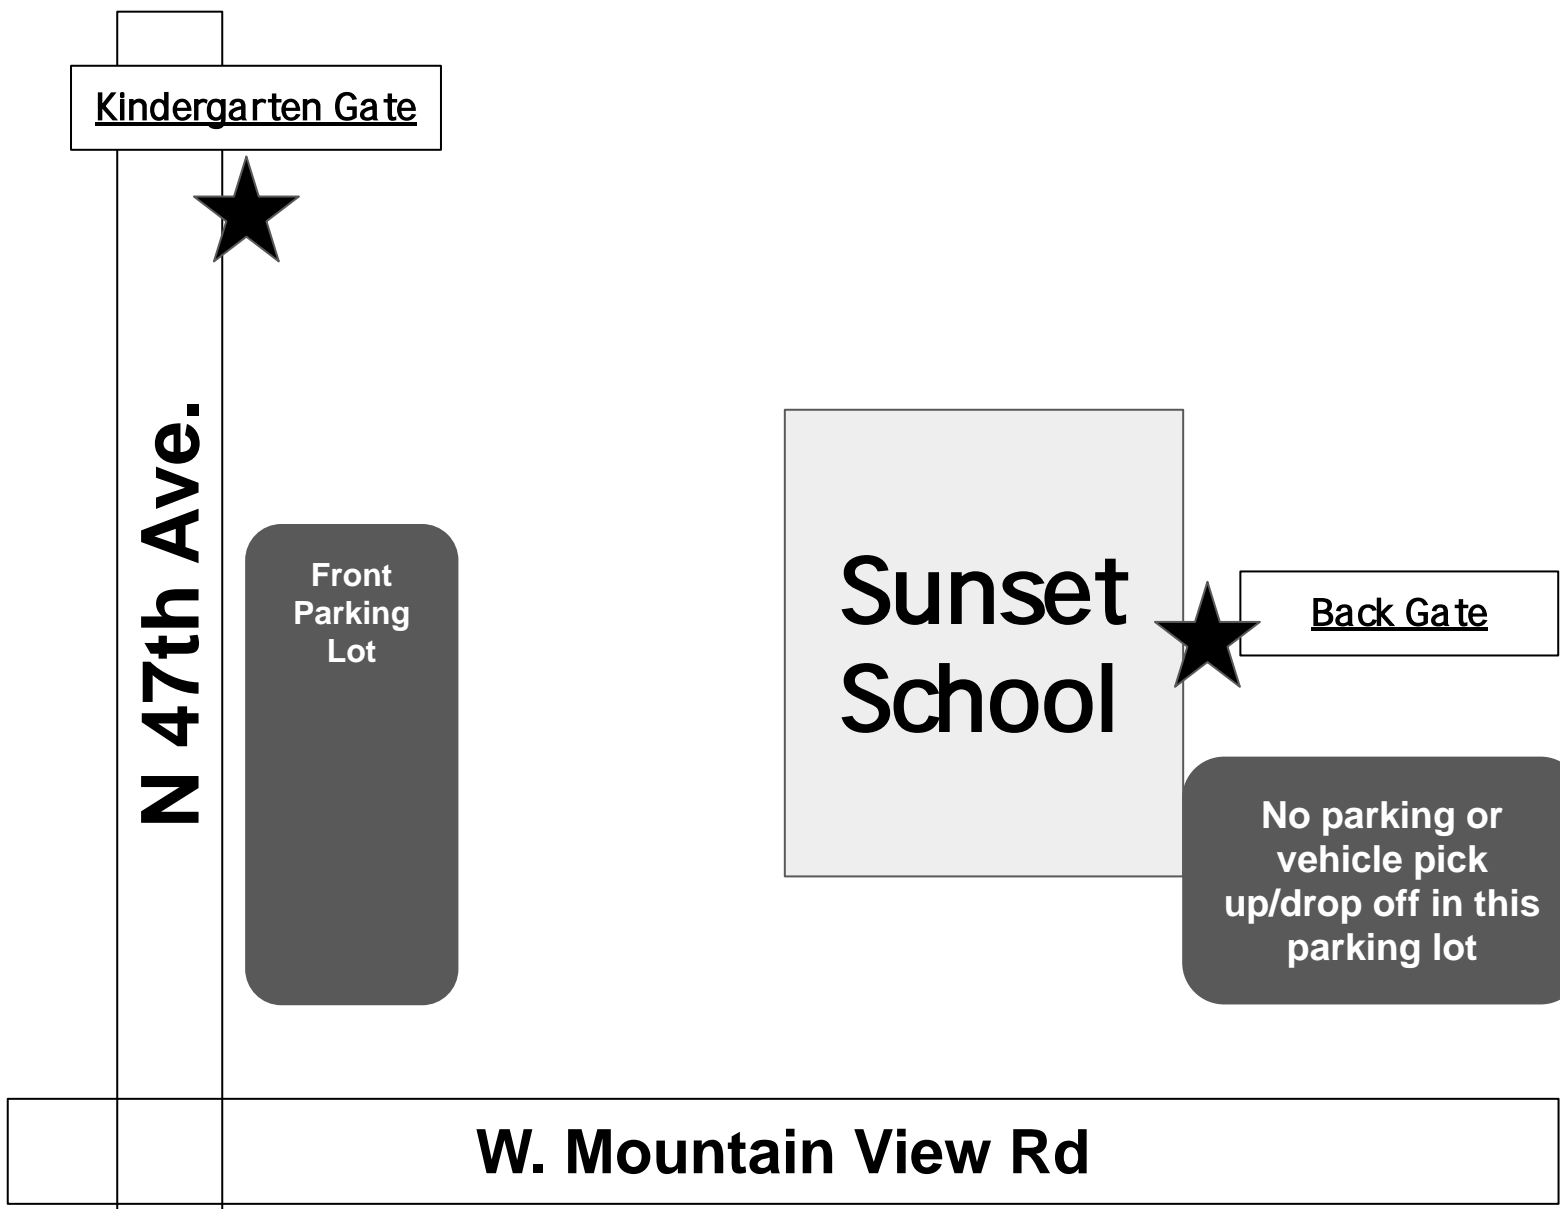 Kindergarten Gate
N 47th Ave.
Front
Parking
Lot
Sunset
School
Back Gate
No parking or
vehicle pick
up/drop off in this
parking lot
W. Mountain View Rd